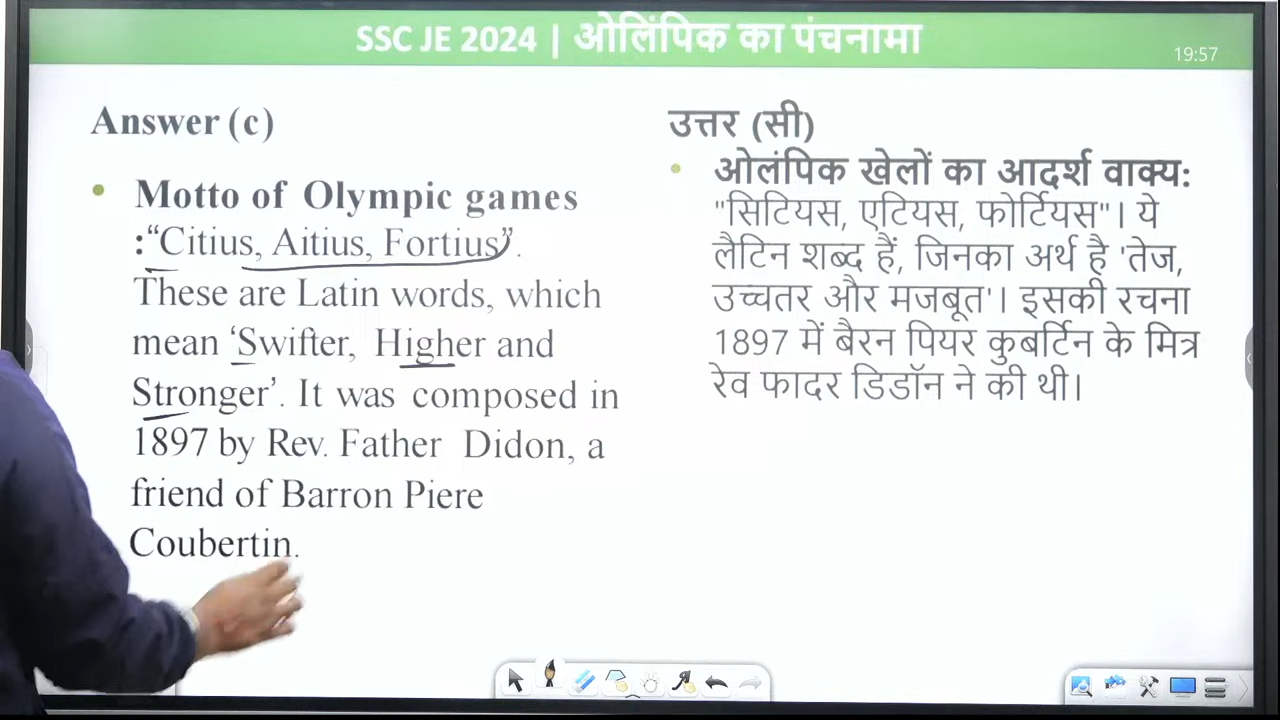 SSC JE 2024 | ओलिंपिक का पंचनामा
19:57
Answer (c)
• Motto of Olympic games
:“Citius, Aitius, Fortius”.
These are Latin words, which
mean ‘Swifter, Higher and
Stronger’. It was composed in
1897 by Rev. Father Didon, a
friend of Barron Piere
Coubertin.
उत्तर (सी)
• ओलंपिक खेलों का आदर्श वाक्य:
"सिटियस, एटियस, फोर्टियस"। ये
लैटिन शब्द हैं, जिनका अर्थ है 'तेज,
उच्चतर और मजबूत'। इसकी रचना
1897 में बैरन पियर कुबर्टिन के मित्र
रेव फादर डिडॉन ने की थी।